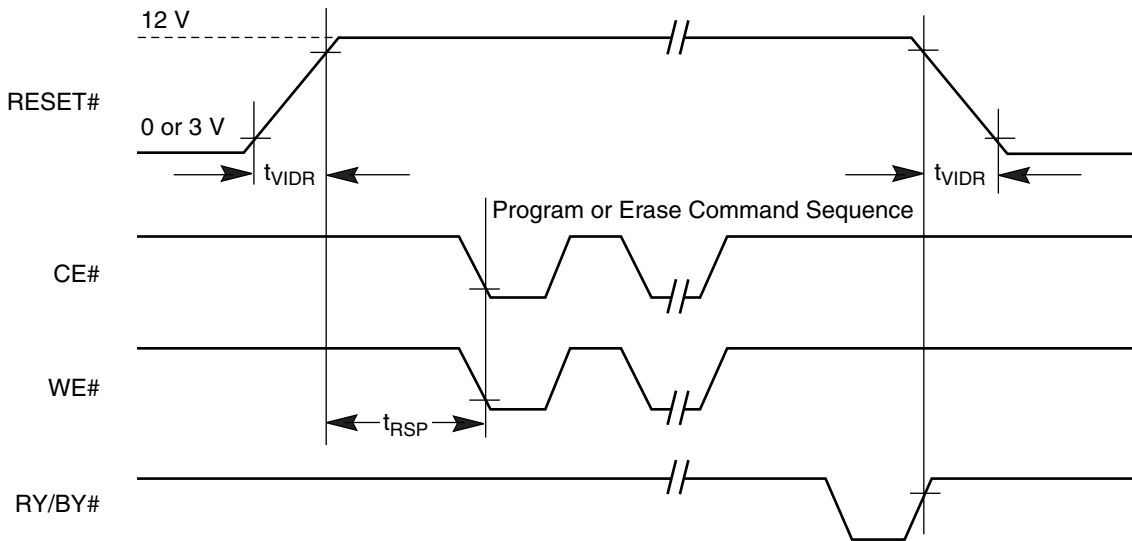 12 V
RESET#
0 or 3 V
tVIDR
tVIDR
Program or Erase Command Sequence
CE#
WE#
tRSP
RY/BY#